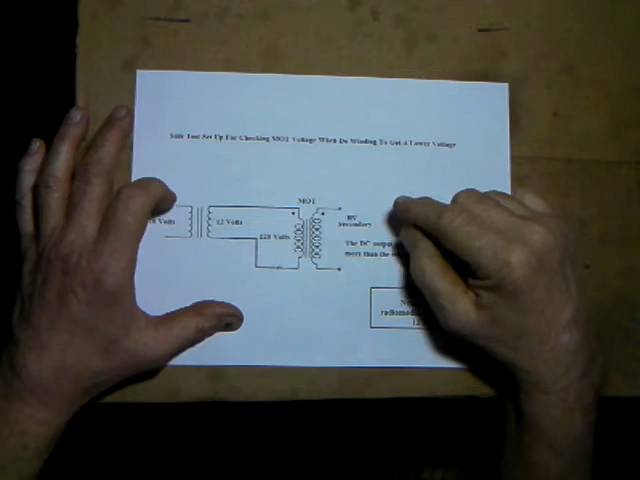 Safe Test Set Up For Checking MOT Voltage When De Winding To Get A Lower Voltage
MOT
Volts
12 Volts
120 Volts
HV
Secondary
The DC output
more than the